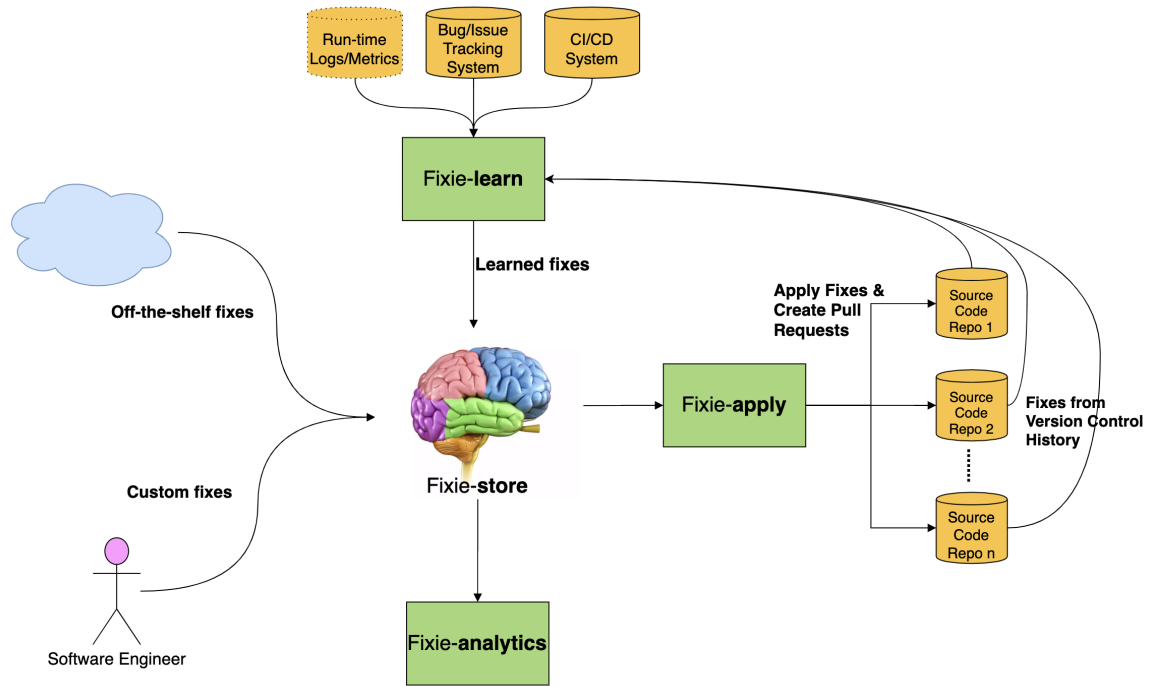 Run-time
Logs/Metrics
Bug/Issue
Tracking
System
CI/CD
System
Fixie-learn
Learned fixes
Off-the-shelf fixes
Apply Fixes &
Create Pull
Requests
Source
Code
Repo 1
Fixie-apply
Source
Code
Repo 2
Fixes from
Version Control
History
Custom fixes
Fixie-store
Source
Code
Repo n
Fixie-analytics
Software Engineer